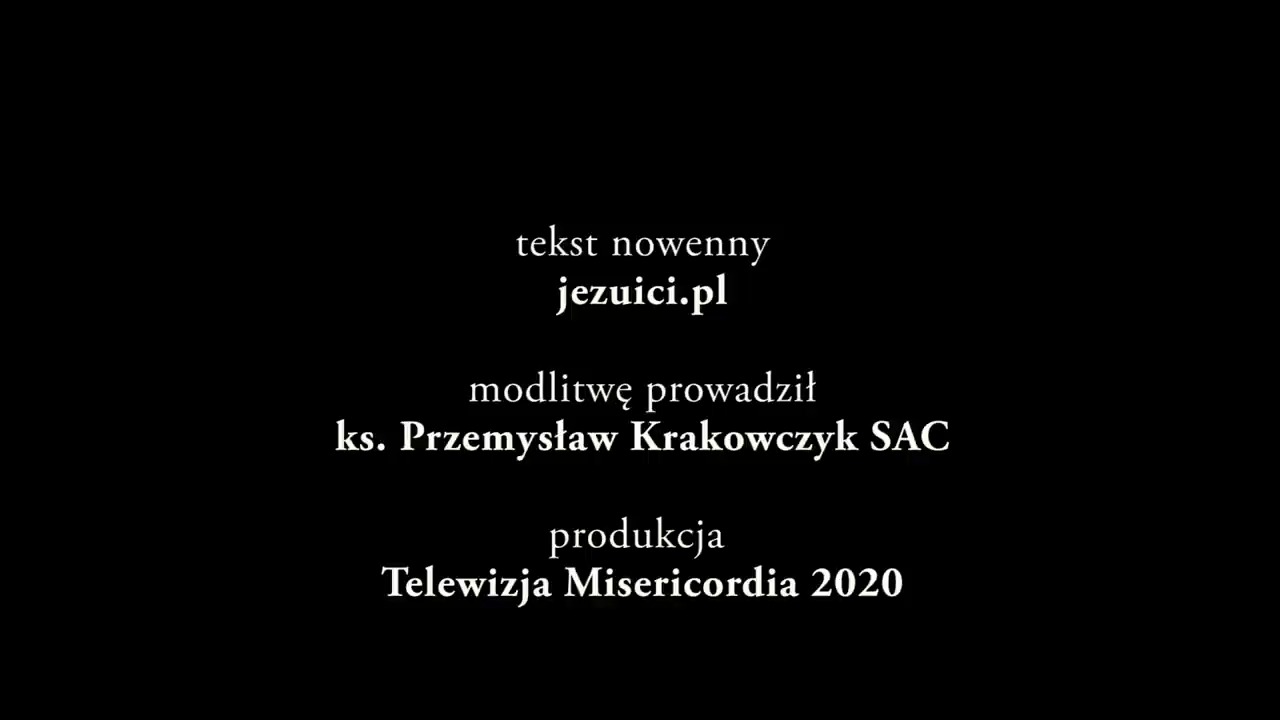 tekst nowenny
jezuici.pl
modlitwę prowadził
ks. Przemysław Krakowczyk SAC
produkcja
Telewizja Misericordia 2020